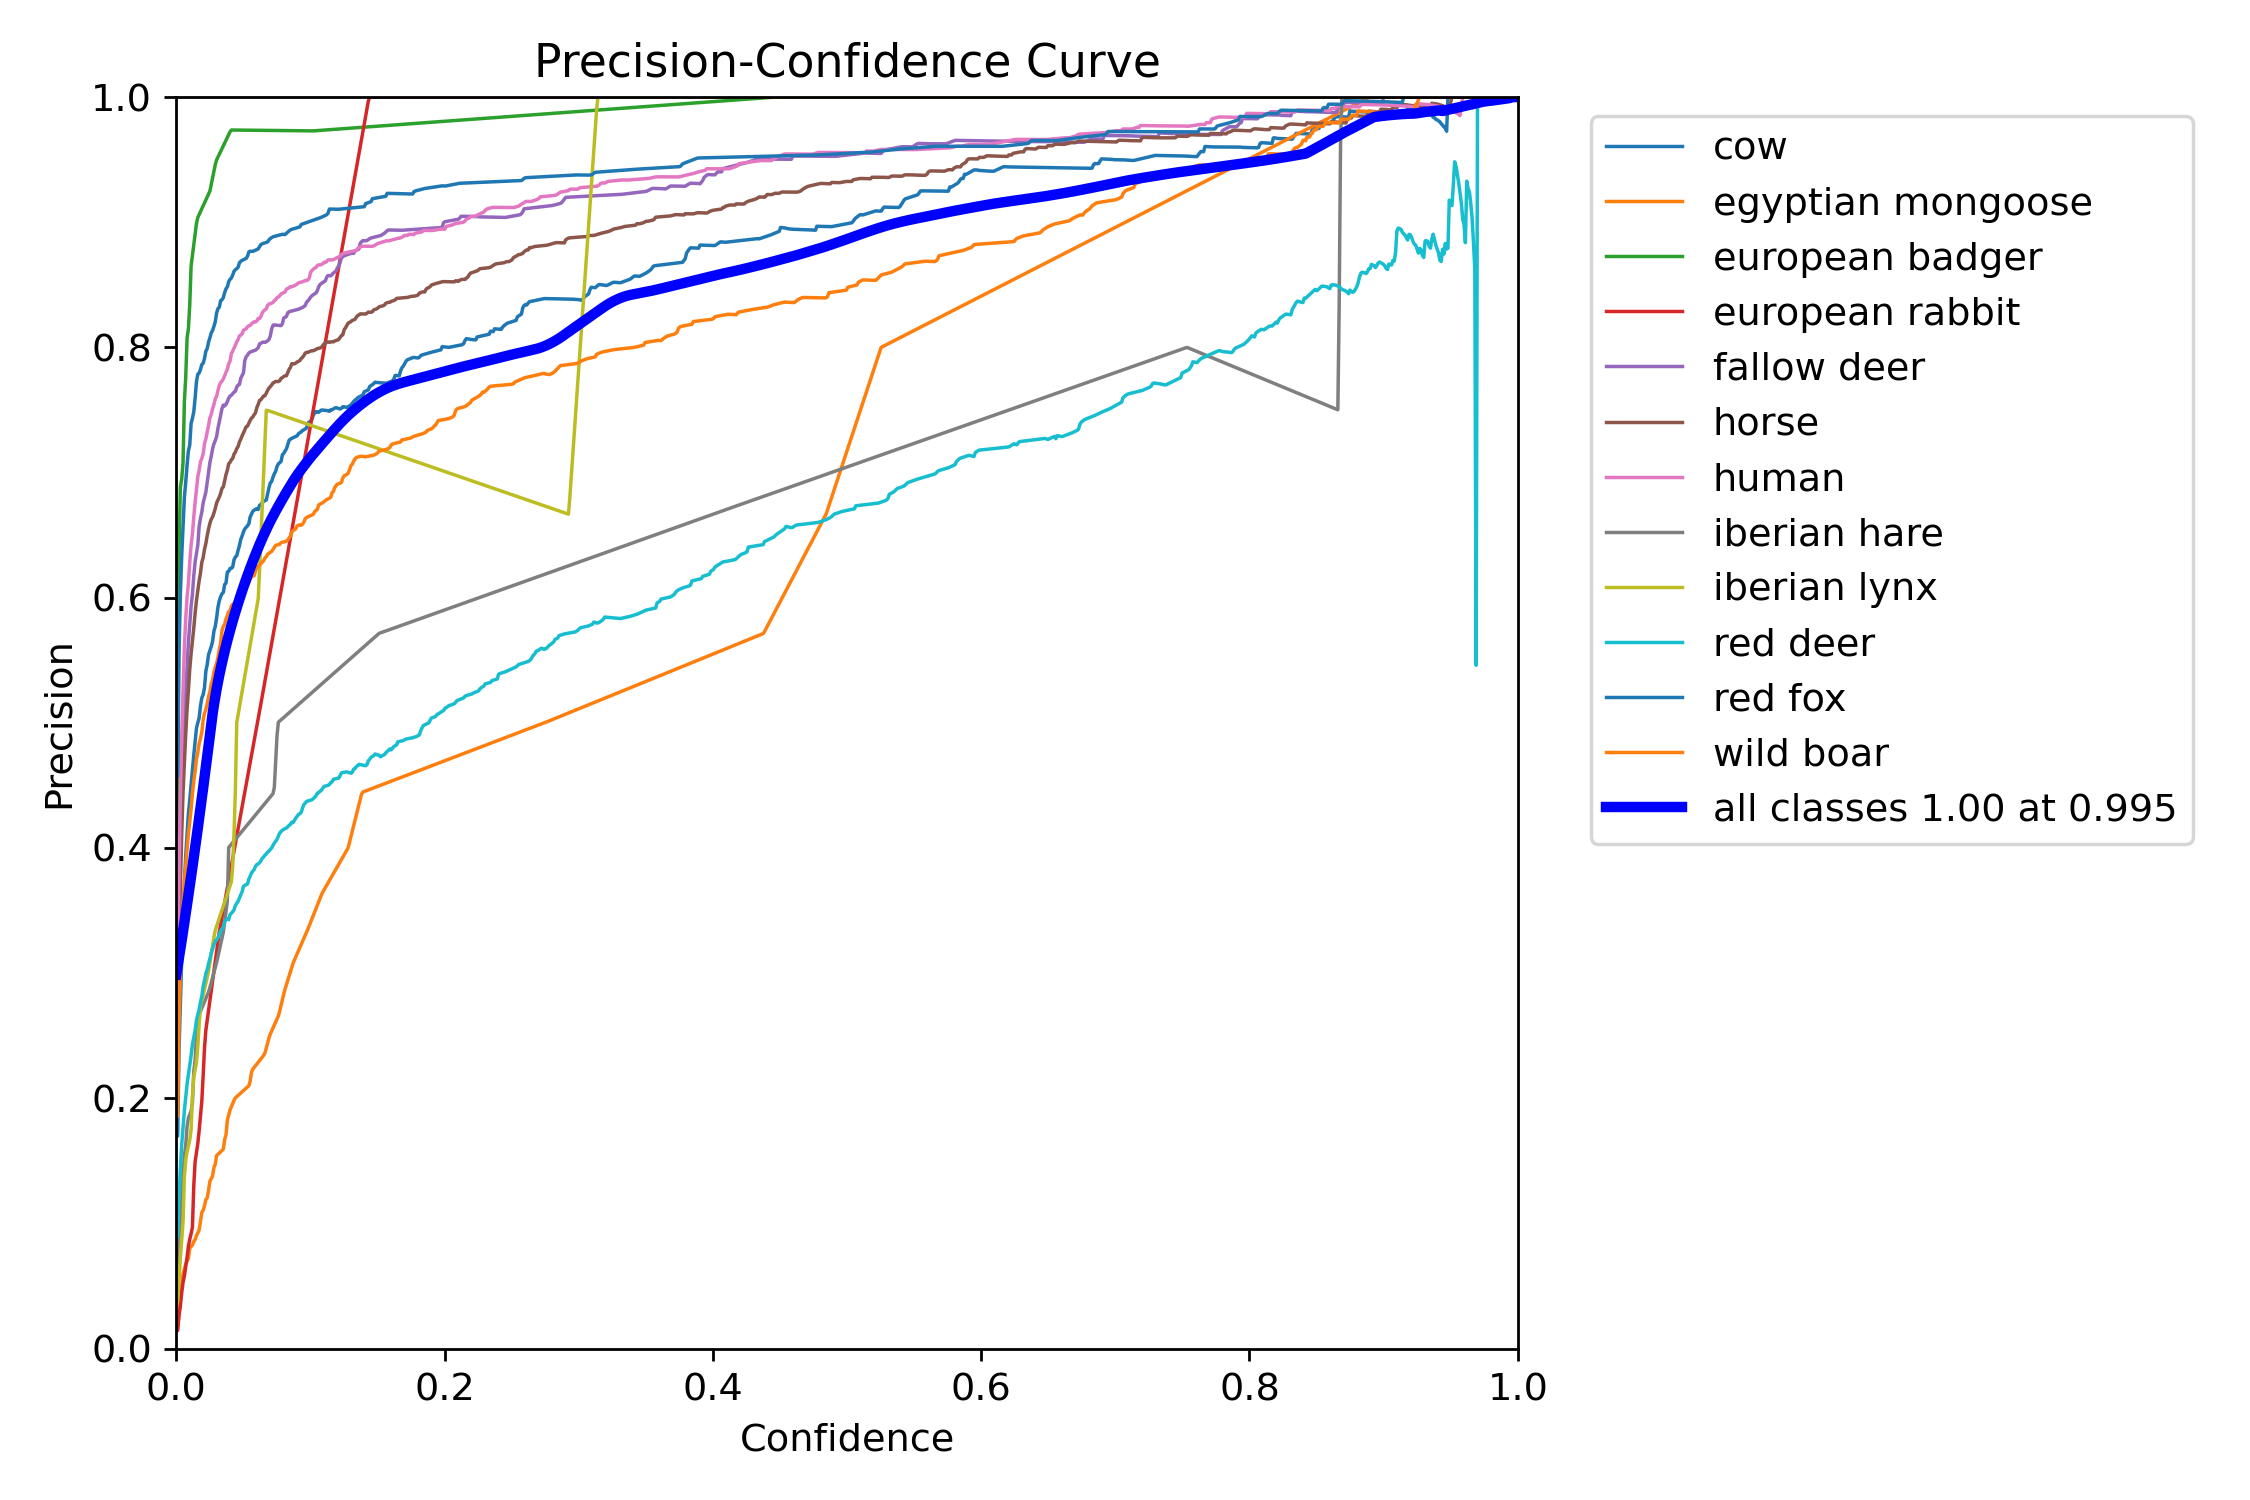 Precision-Confidence Curve
1.0
0.8
0.6
0.4
0.2
0.0
Precision
0.0 0.2 0.4 0.6 0.8 1.0
Confidence
cow
egyptian mongoose
european badger
european rabbit
fallow deer
horse
human
iberian hare
iberian lynx
red deer
red fox
wild boar
all classes 1.00 at 0.995